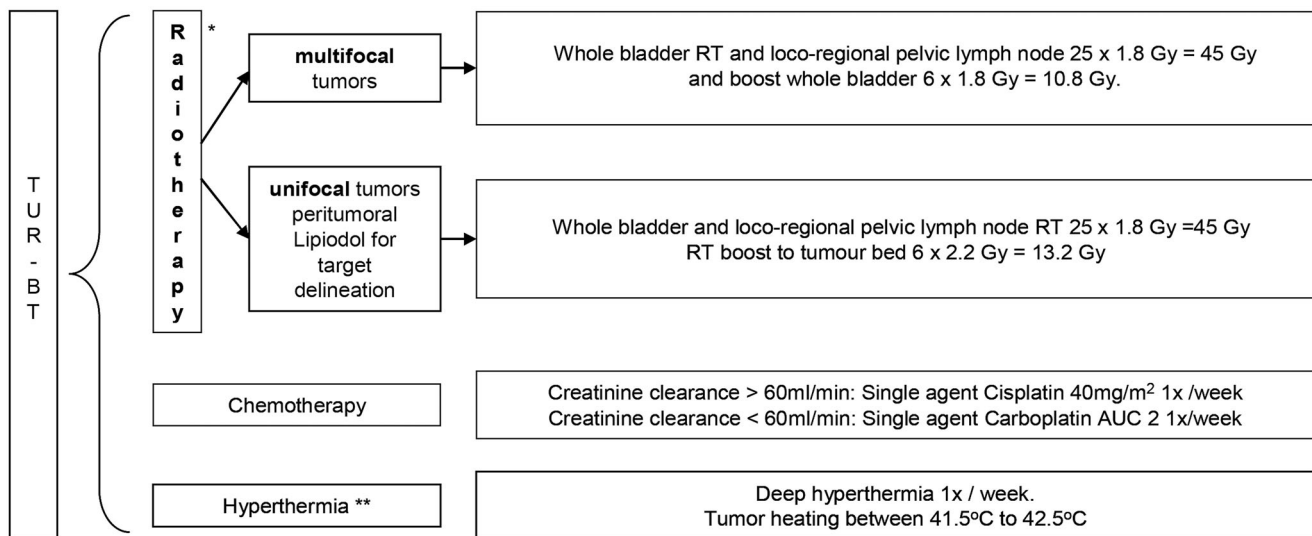 TUR-BT
Radiotherapy
*
multifocal
tumors
Whole bladder RT and loco-regional pelvic lymph node 25 x 1.8 Gy = 45 Gy
and boost whole bladder 6 x 1.8 Gy = 10.8 Gy.
unifocal tumors
peritumoral
Lipiodol for
target
delineation
Whole bladder and loco-regional pelvic lymph node RT 25 x 1.8 Gy =45 Gy
RT boost to tumour bed 6 x 2.2 Gy = 13.2 Gy
Chemotherapy
Creatinine clearance > 60ml/min: Single agent Cisplatin 40mg/m² 1x /week
Creatinine clearance < 60ml/min: Single agent Carboplatin AUC 2 1x/week
Hyperthermia **
Deep hyperthermia 1x / week.
Tumor heating between 41.5ºC to 42.5ºC